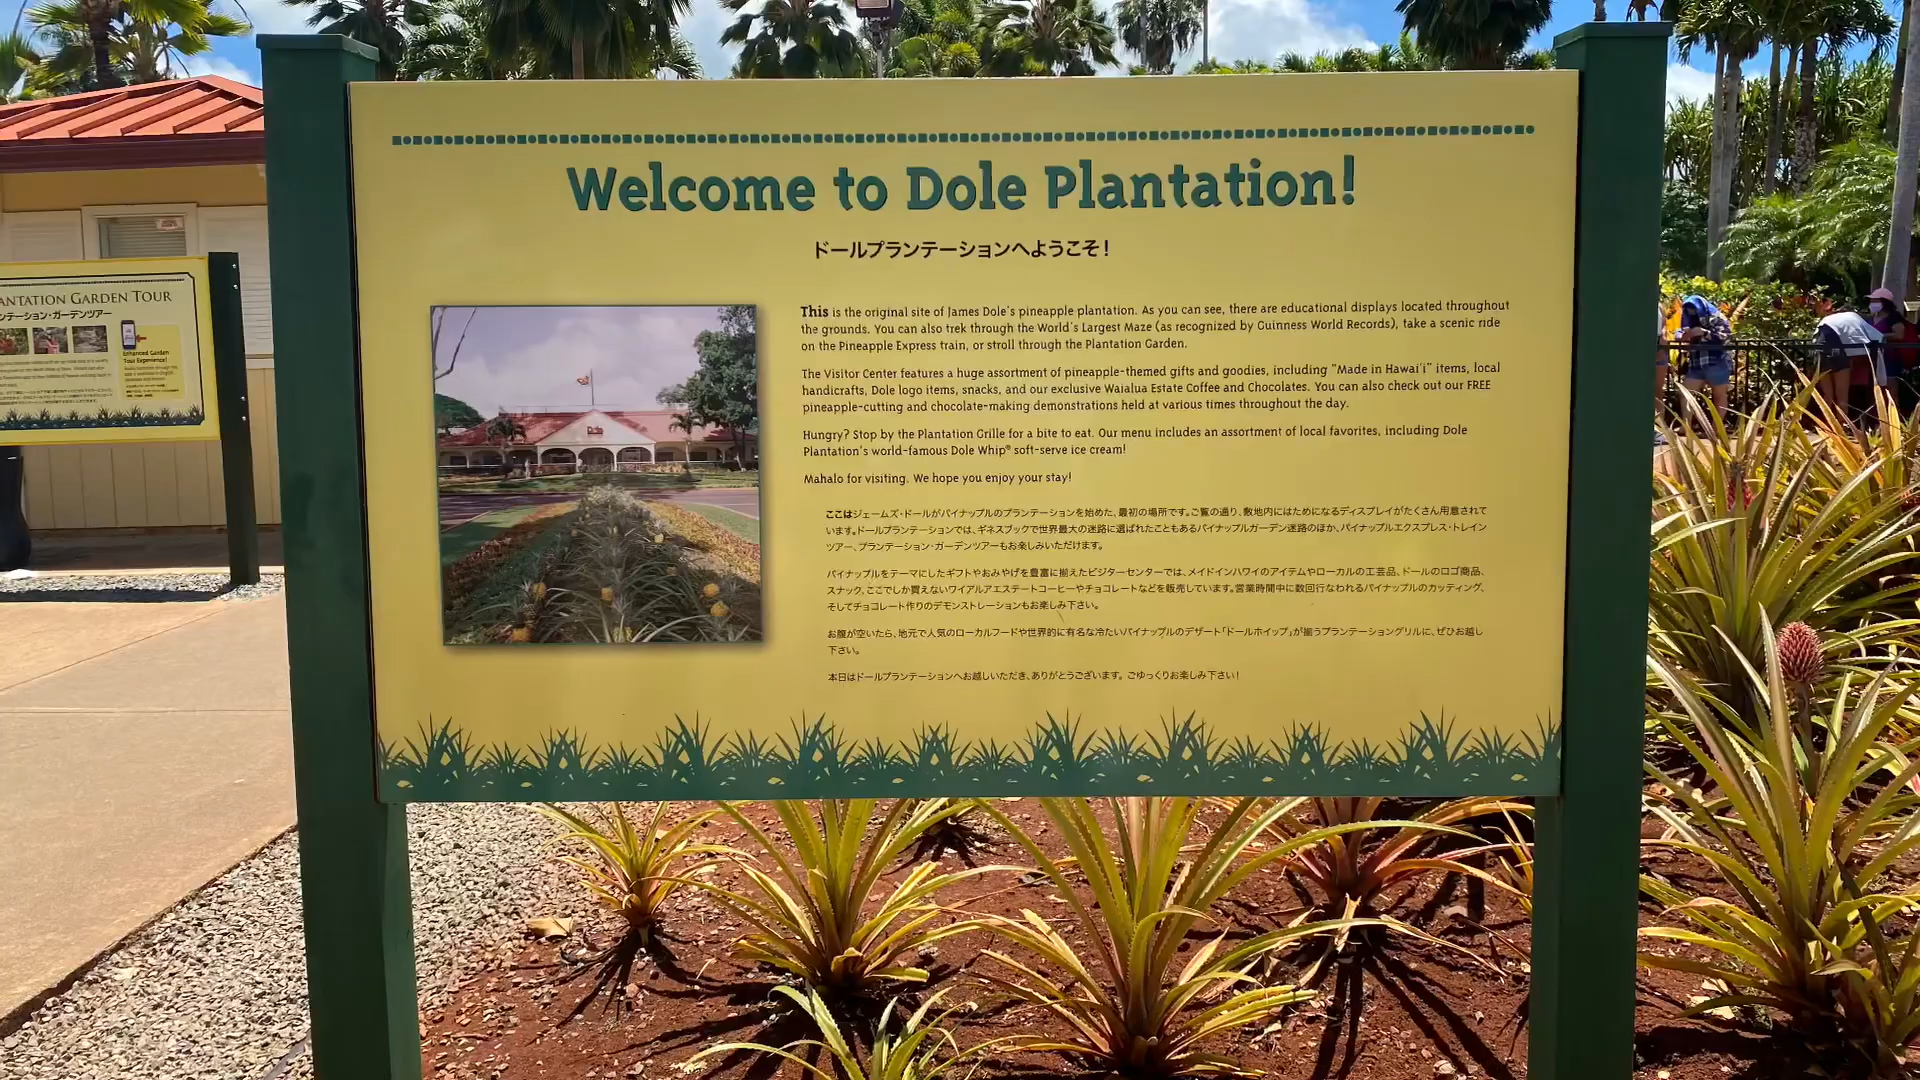 Welcome to Dole Plantation!
ドールプランテーションへようこそ!
This is the original site of James Dole's pineapple plantation. As you can see, there are educational displays located throughout
the grounds. You can also trek through the World's Largest Maze (as recognized by Guinness World Records), take a scenic ride
on the Pineapple Express train, or stroll through the Plantation Garden.
The Visitor Center features a huge assortment of pineapple-themed gifts and goodies, including "Made in Hawai'i" items, local
handicrafts, Dole logo items, snacks, and our exclusive Waialua Estate Coffee and Chocolates. You can also check out our FREE
pineapple-cutting and chocolate-making demonstrations held at various times throughout the day.
Hungry? Stop by the Plantation Grille for a bite to eat. Our menu includes an assortment of local favorites, including Dole
Plantation's world-famous Dole Whip® soft-serve ice cream!
Mahalo for visiting. We hope you enjoy your stay!
ここはジェームズ・ドールがパイナップルのプランテーションを始めた、最初の場所です。ご覧の通り、敷地内にはためになるディスプレイがたくさん用意されて
います。ドールプランテーションでは、ギネスブックで世界最大の迷路に選ばれたこともあるパイナップルガーデン迷路のほか、パイナップルエクスプレス・トレイン
ツアー、プランテーション・ガーデンツアーもお楽しみいただけます。
パイナップルをテーマにしたギフトやおみやげを豊富に揃えたビジターセンターでは、メイドインハワイのアイテムやローカルの工芸品、ドールのロゴ商品、
スナック、ここでしか買えないワイアルアエステートコーヒーやチョコレートなどを販売しています。営業時間中に数回行なわれるパイナップルのカッティング、
そしてチョコレート作りのデモンストレーションもお楽しみ下さい。
お腹が空いたら、地元で人気のローカルフードや世界的に有名な冷たいパイナップルのデザート「ドールホイップ」が揃うプランテーショングリルに、ぜひお越し
下さい。
本日はドールプランテーションへお越しいただき、ありがとうございます。ごゆっくりお楽しみ下さい!
Dole
ANTATION GARDEN TOUR
ンテーション・ガーデンツアー
Enhanced Garden
Tour Experience!